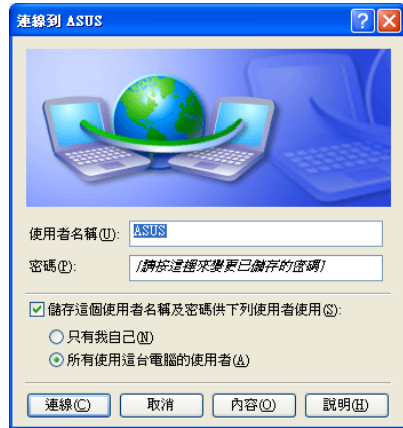 連線到 ASUS
使用者名稱(U): ASUS
密碼(P): [請按這裡來變更已儲存的密碼]
儲存這個使用者名稱及密碼供下列使用者使用(S):
只有我自己(N)
所有使用這台電腦的使用者(A)
連線(C) 取消 內容(O) 說明(H)